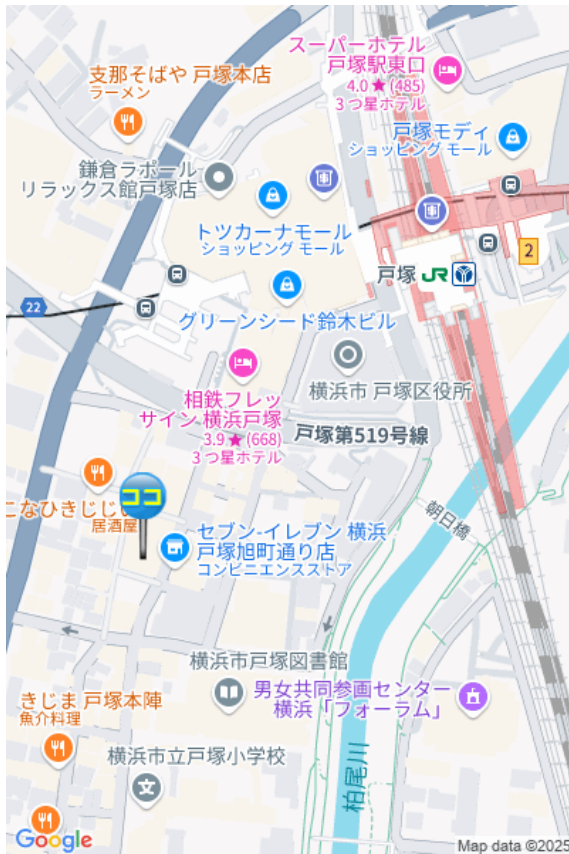 スーパーホテル
戸塚駅東口
4.0 ★ (485)
3 つ星ホテル
支那そばや 戸塚本店
ラーメン
戸塚モディ
ショッピング モール
鎌倉ラポール
リラックス館戸塚店
トツカーナモール
ショッピング モール
2
戸塚 JR
22
グリーンシード鈴木ビル
横浜市 戸塚区役所
相鉄フレッ
サイン 横浜戸塚
3.9 ★ (668)
3 つ星ホテル
戸塚第519号線
ココ
こなひきじい
居酒屋
セブン-イレブン 横浜
戸塚旭町通り店
コンビニエンスストア
朝日橋
横浜市戸塚図書館
男女共同参画センター
横浜「フォーラム」
きじま 戸塚本陣
魚介料理
横浜市立戸塚小学校
柏尾川
Google
Map data ©2025